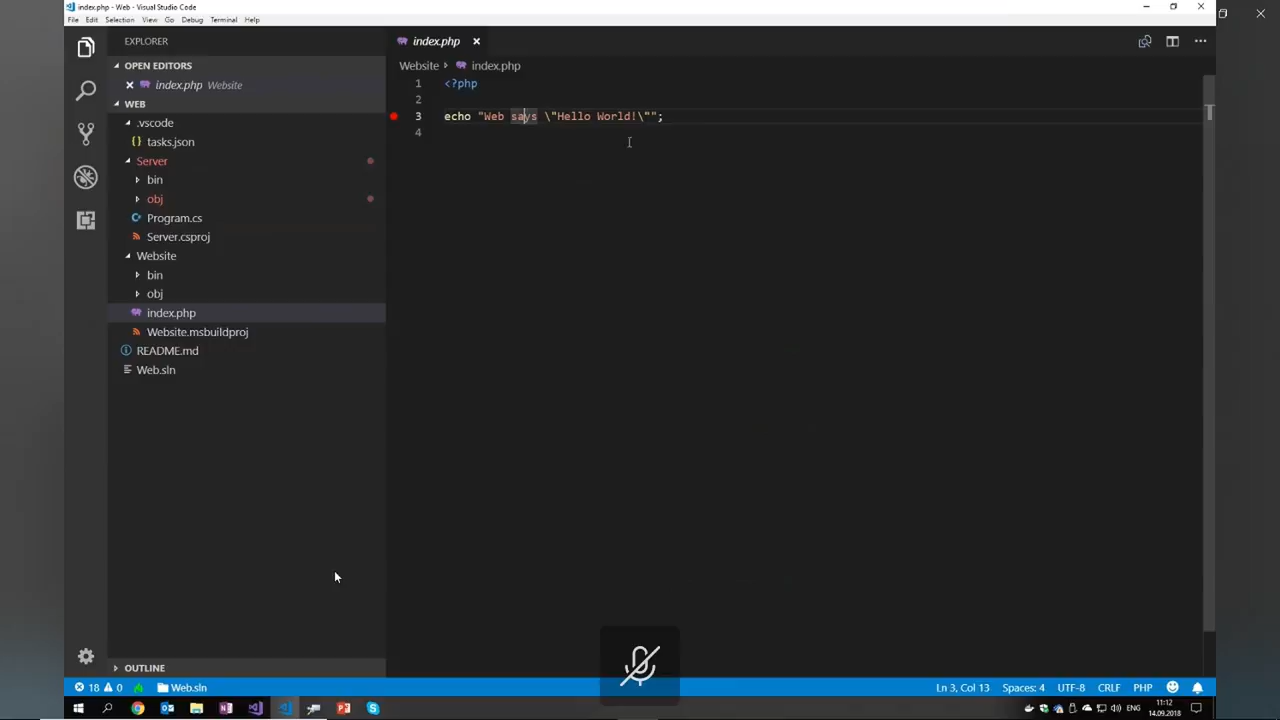 index.php - Web - Visual Studio Code
File Edit Selection View Go Debug Terminal Help
EXPLORER
OPEN EDITORS
index.php Website
WEB
.vscode
tasks.json
Server
bin
obj
Program.cs
Server.csproj
Website
bin
obj
index.php
Website.msbuildproj
README.md
Web.sln
OUTLINE
index.php
Website index.php
1 <?php
2
3 echo "Web says \"Hello World!\"";
4
18 0 Web.sln
Ln 3, Col 13 Spaces: 4 UTF-8 CRLF PHP
ENG
11:12
14.09.2018